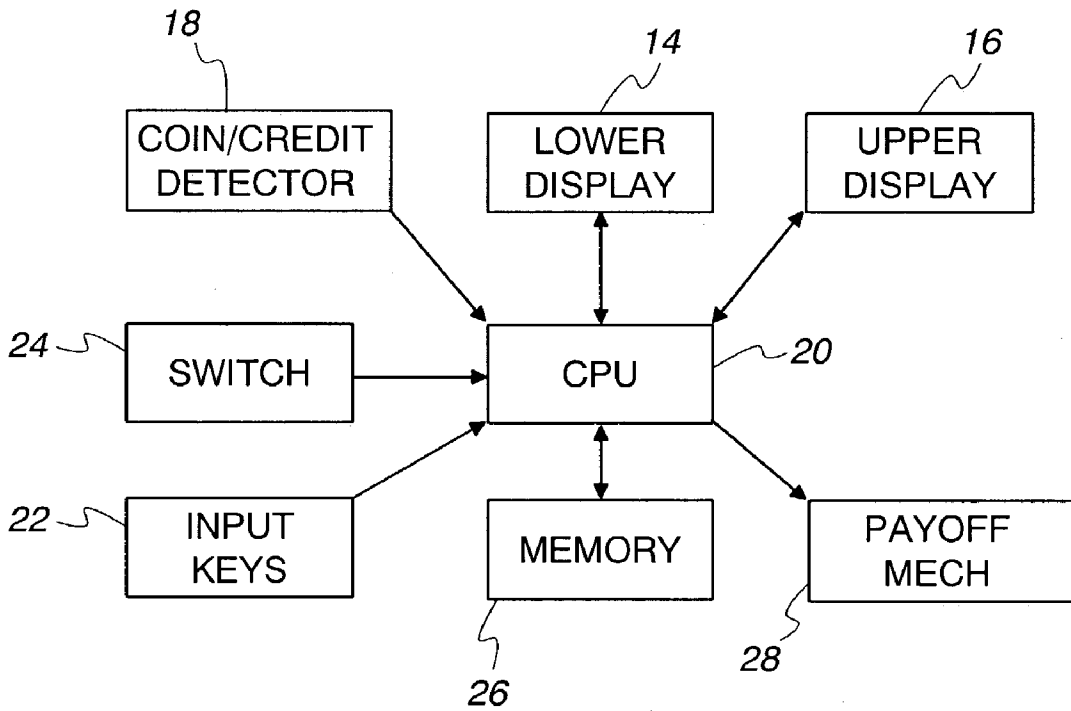 18
14
16
COIN/CREDIT
DETECTOR
LOWER
DISPLAY
UPPER
DISPLAY
24
SWITCH
CPU
20
22
INPUT
KEYS
MEMORY
PAYOFF
MECH
26
28